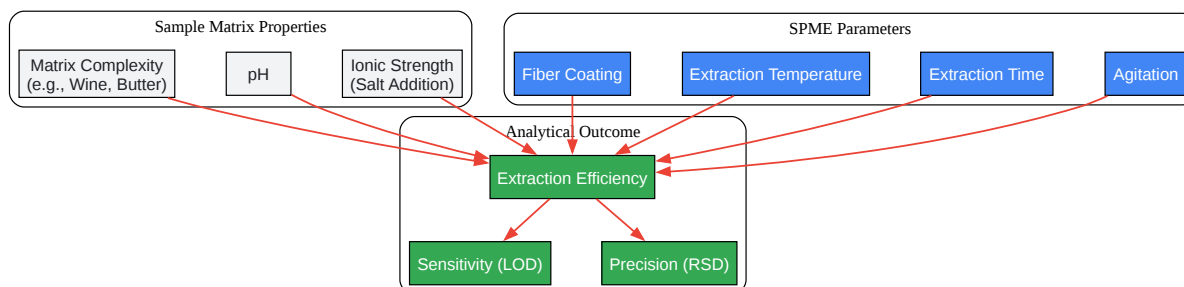 Sample Matrix Properties
SPME Parameters
Matrix Complexity
(e.g., Wine, Butter)
pH
Ionic Strength
(Salt Addition)
Fiber Coating
Extraction Temperature
Extraction Time
Agitation
Analytical Outcome
Extraction Efficiency
Sensitivity (LOD)
Precision (RSD)